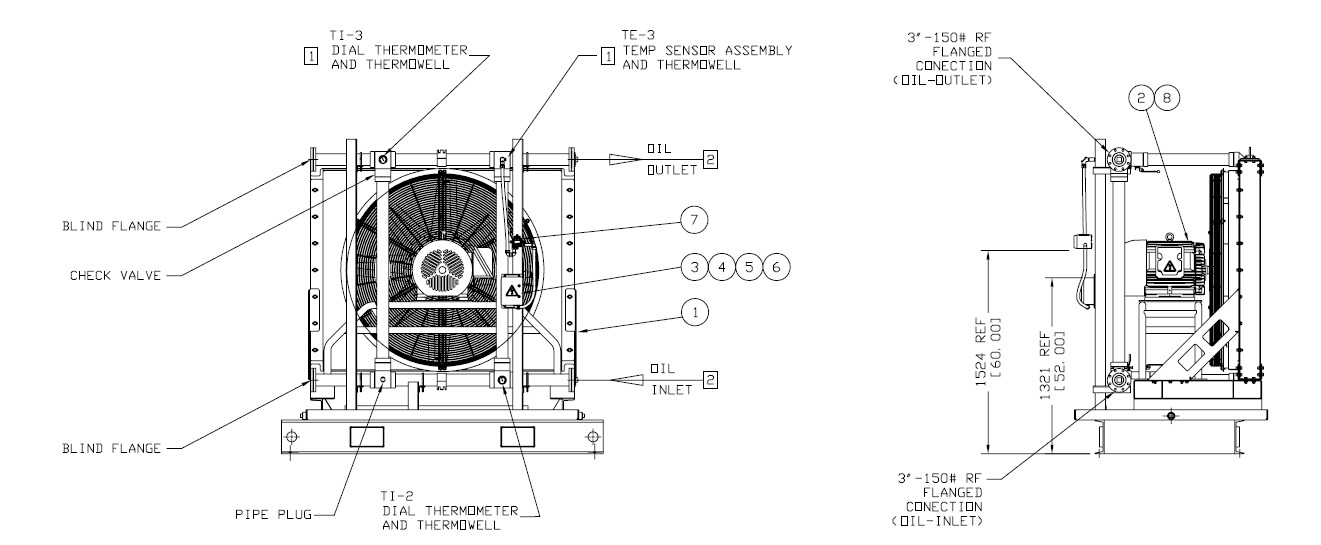 TI-3
1 DIAL THERMOMETER
AND THERMOWELL
TE-3
1 TEMP SENSOR ASSEMBLY
AND THERMOWELL
3"-150# RF
FLANGED
CONECTION
(OIL-OUTLET)
2 8
OIL
OUTLET
2
BLIND FLANGE
7
CHECK VALVE
3 4 5 6
1
OIL
INLET
2
1524 REF
[60.00]
1321 REF
[52.00]
BLIND FLANGE
PIPE PLUG
TI-2
DIAL THERMOMETER
AND THERMOWELL
3"-150# RF
FLANGED
CONECTION
(OIL-INLET)